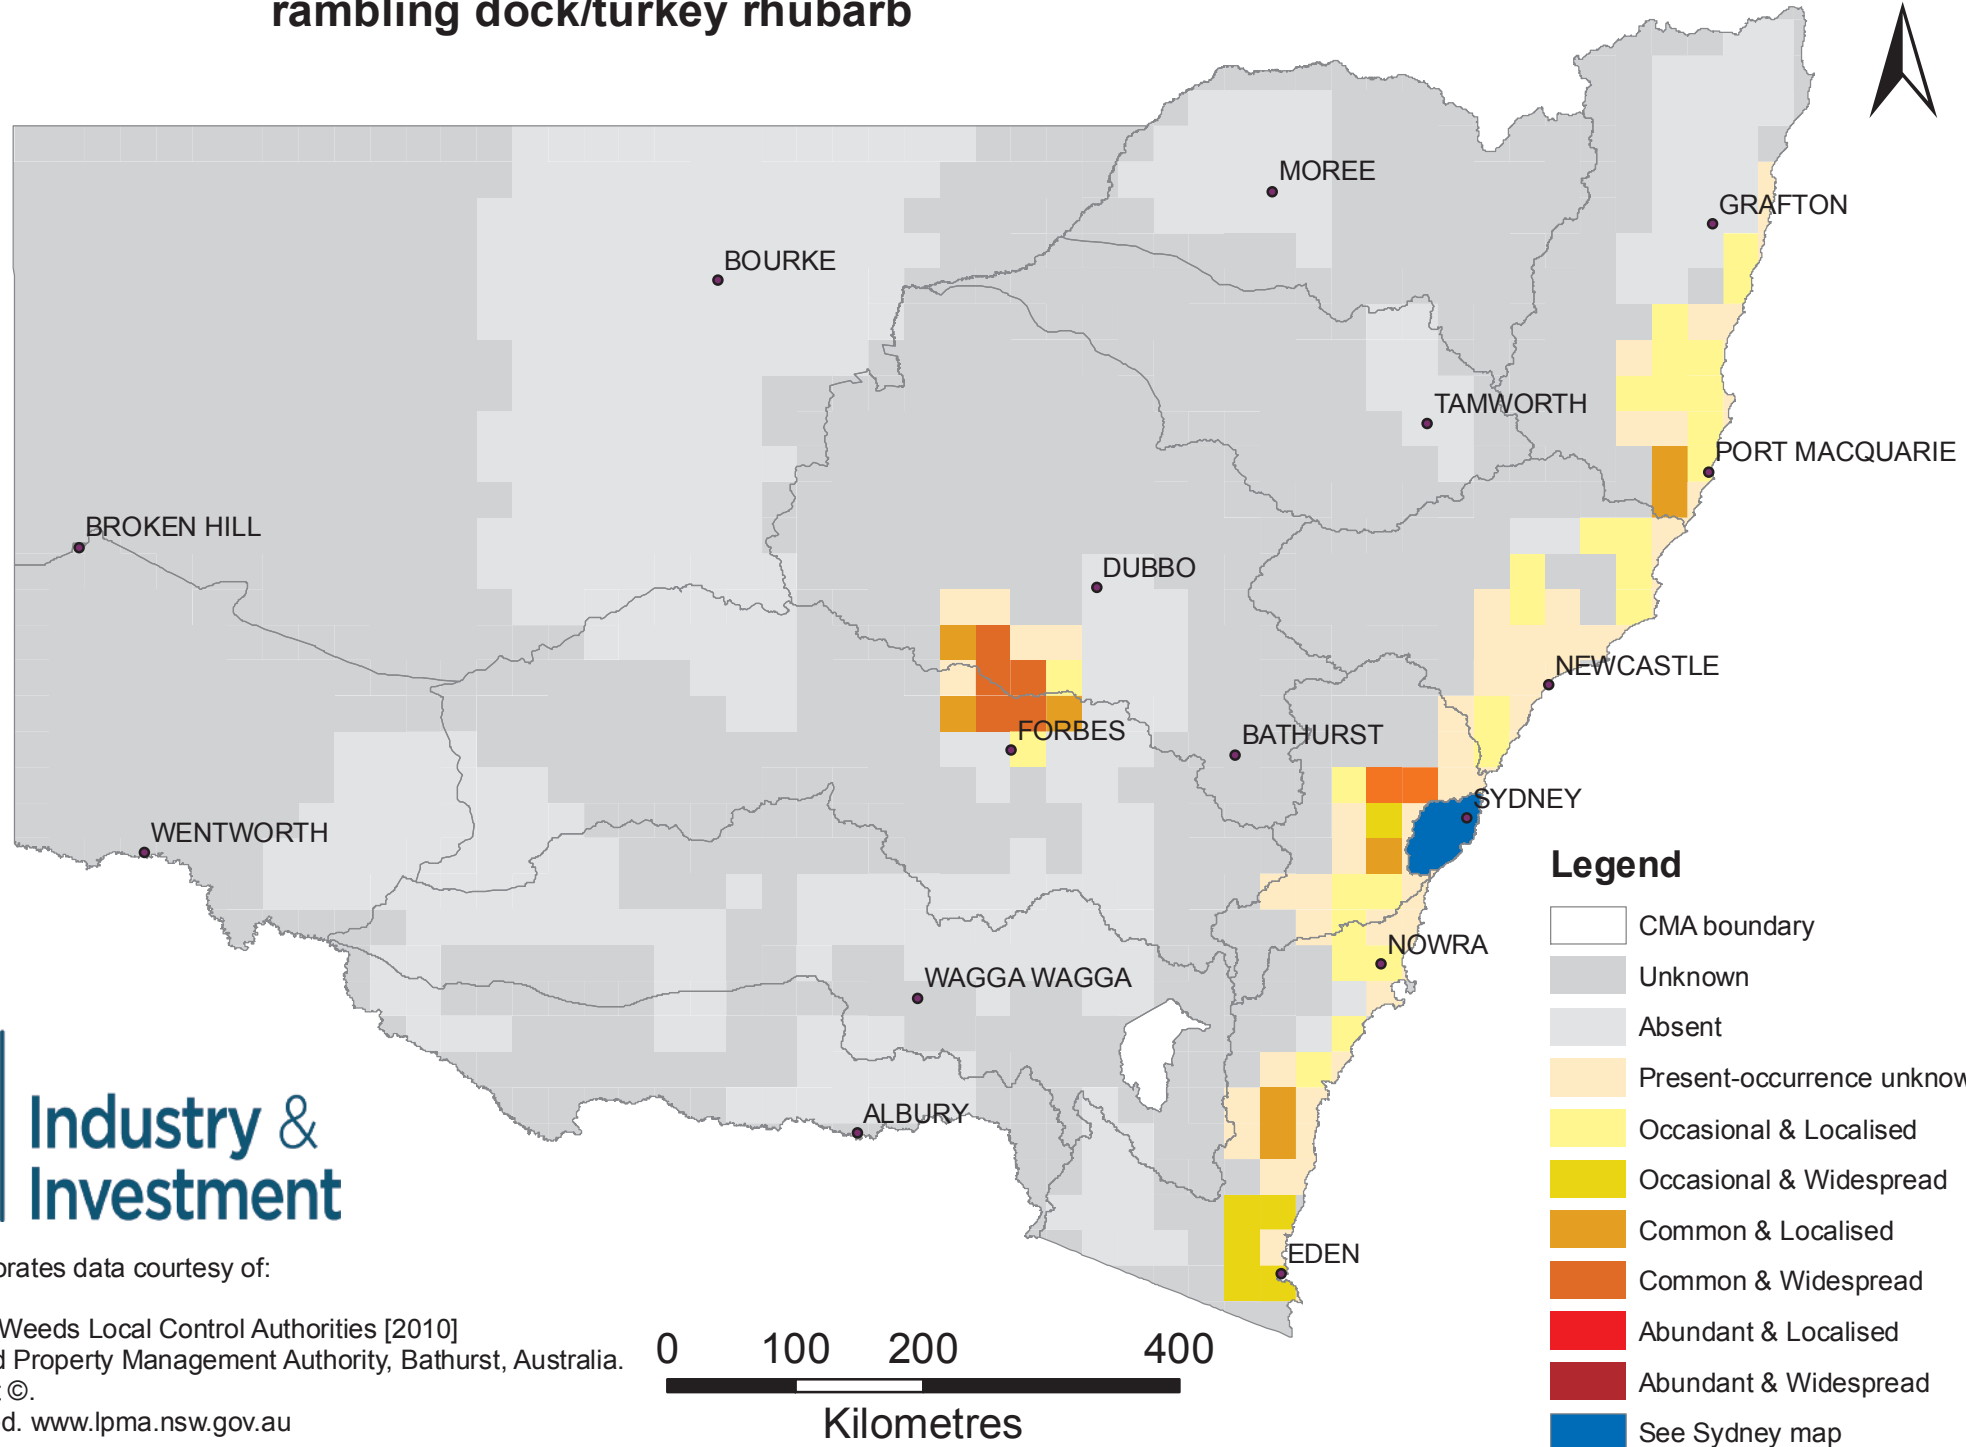 rambling dock/turkey rhubarb
MOREE
GRAFTON
BOURKE
TAMWORTH
PORT MACQUARIE
BROKEN HILL
DUBBO
NEWCASTLE
FORBES
BATHURST
SYDNEY
WENTWORTH
NOWRA
WAGGA WAGGA
ALBURY
EDEN
Legend
CMA boundary
Unknown
Absent
Present-occurrence unknow
Occasional & Localised
Occasional & Widespread
Common & Localised
Common & Widespread
Abundant & Localised
Abundant & Widespread
See Sydney map
Industry &
Investment
orates data courtesy of:
Weeds Local Control Authorities [2010]
d Property Management Authority, Bathurst, Australia.
©.
d. www.lpma.nsw.gov.au
0 100 200 400
Kilometres